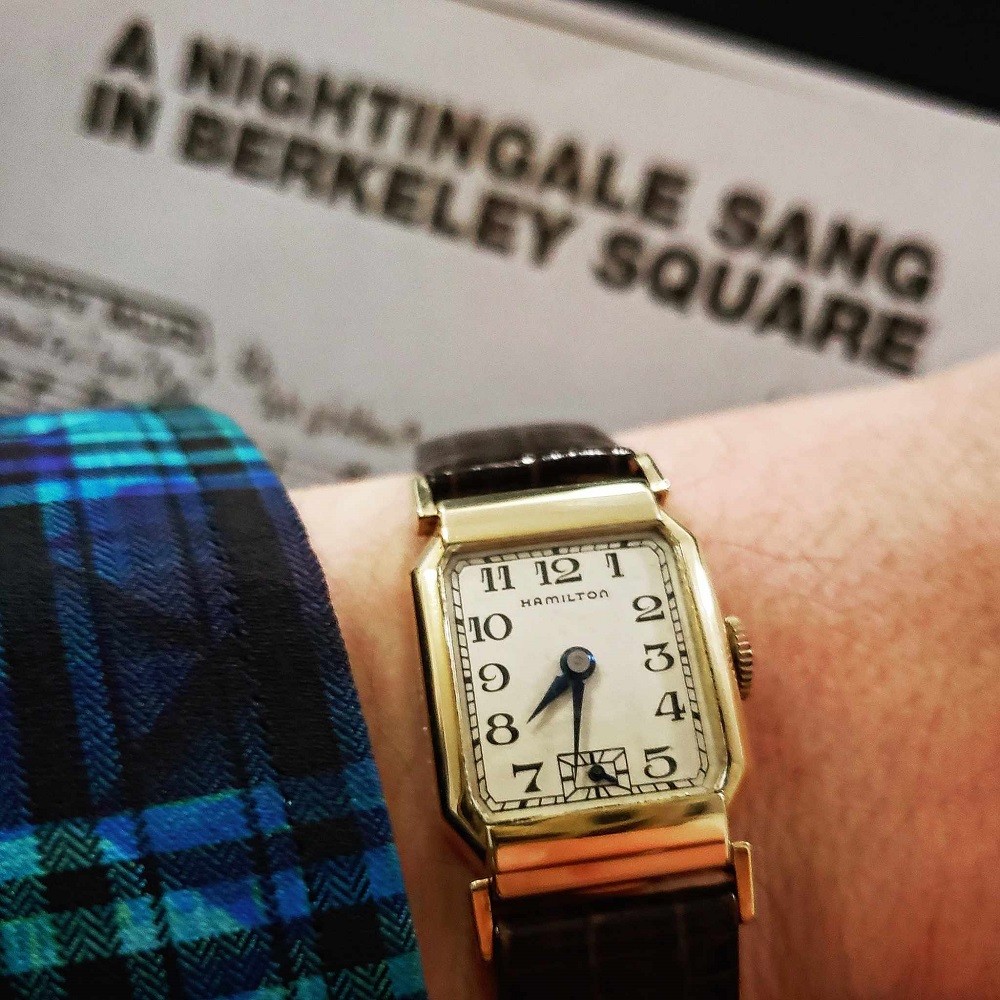 A NIGHTINGALE SANG
IN BERKELEY SQUARE
11 12 1
HAMILTON
10 2
9 3
8 4
7 5